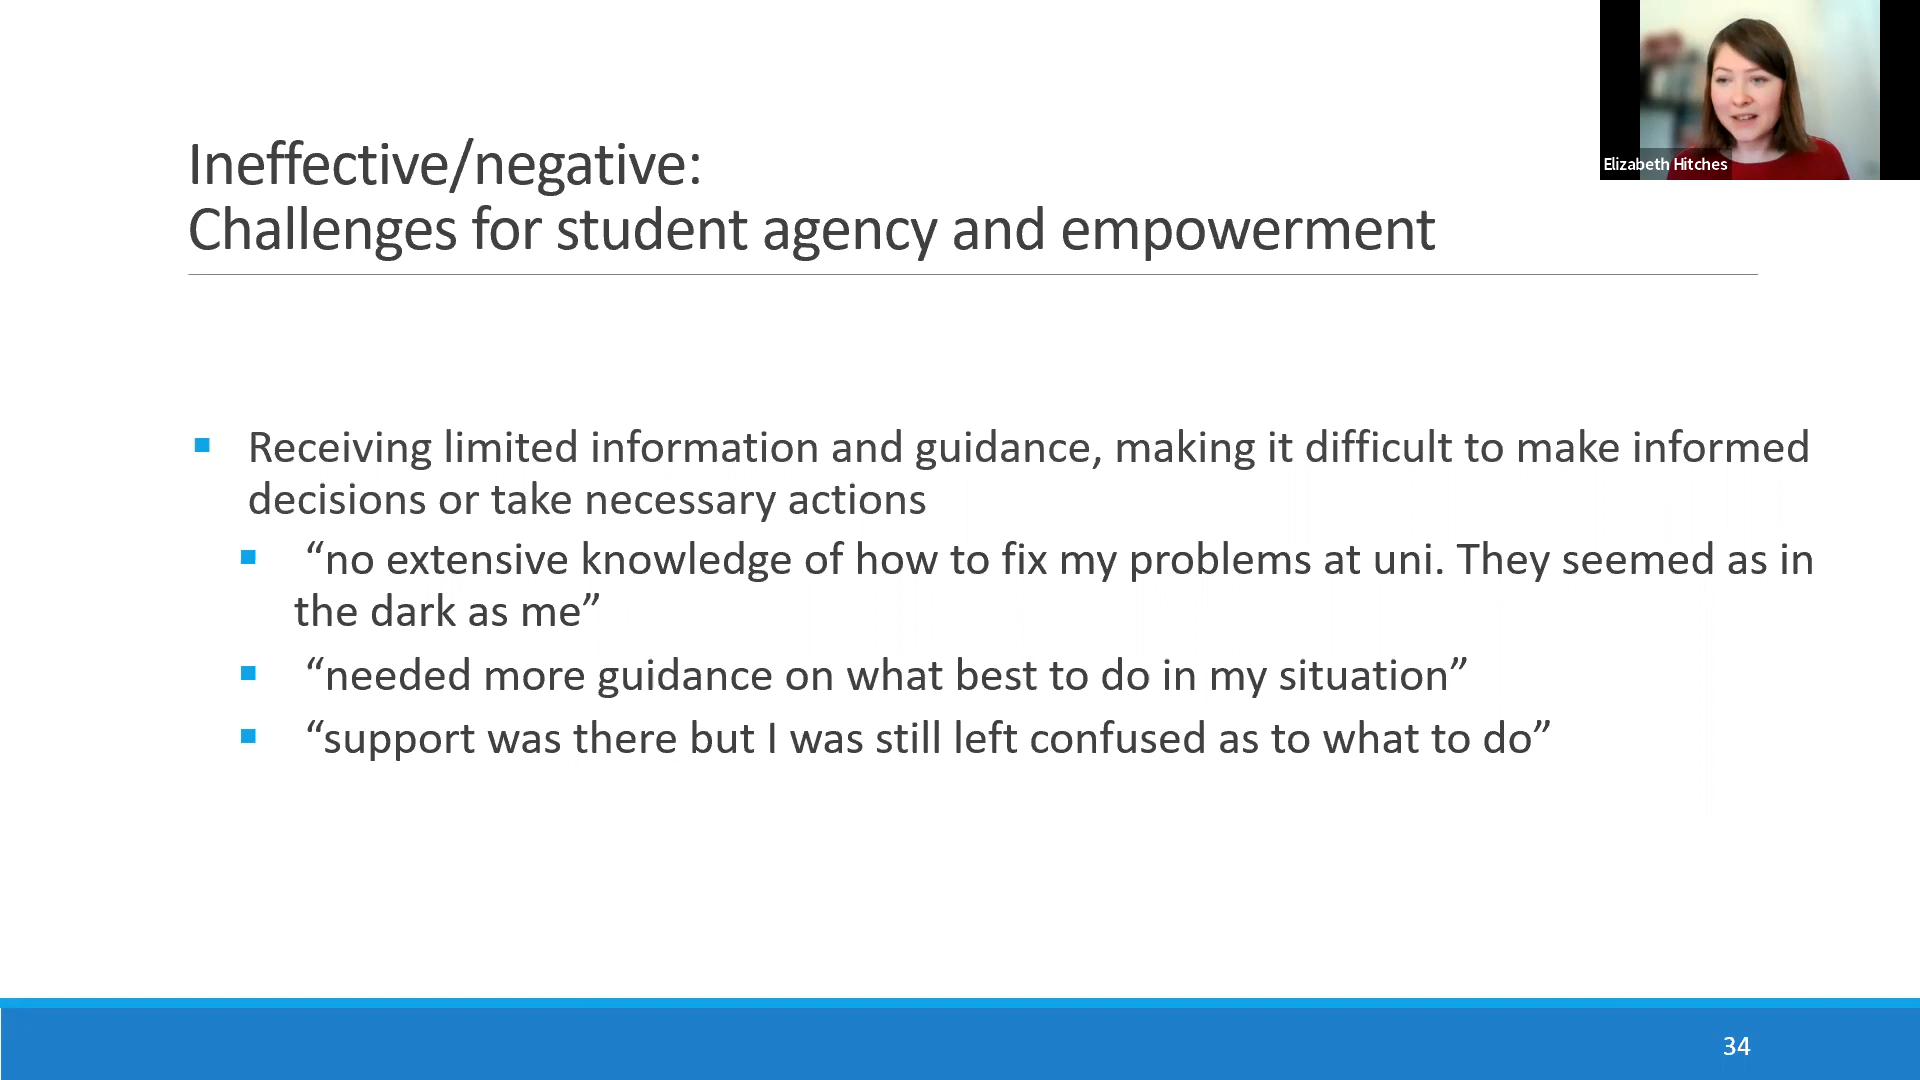 Elizabeth Hitches
Ineffective/negative:
Challenges for student agency and empowerment
Receiving limited information and guidance, making it difficult to make informed
decisions or take necessary actions
“no extensive knowledge of how to fix my problems at uni. They seemed as in
the dark as me”
“needed more guidance on what best to do in my situation”
“support was there but I was still left confused as to what to do”
34